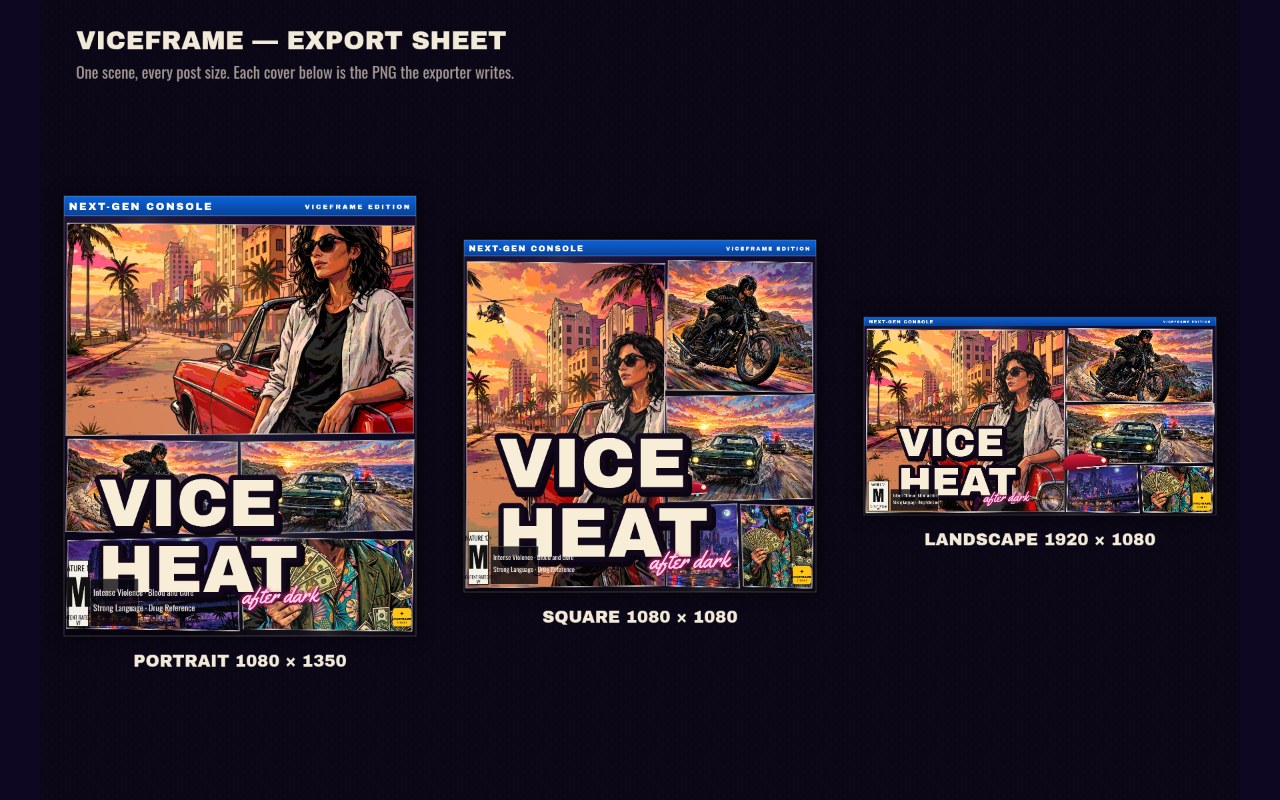 VICEFRAME — EXPORT SHEET
One scene, every post size. Each cover below is the PNG the exporter writes.
NEXT-GEN CONSOLE
VICEFRAME EDITION
VICE
HEAT
after dark
M
Intense Violence · Blood and Gore
Strong Language · Drug Reference
PORTRAIT 1080 × 1350
NEXT-GEN CONSOLE
VICEFRAME EDITION
VICE
HEAT
after dark
M
Intense Violence · Blood and Gore
Strong Language · Drug Reference
SQUARE 1080 × 1080
NEXT-GEN CONSOLE
VICEFRAME EDITION
VICE
HEAT
after dark
M
LANDSCAPE 1920 × 1080